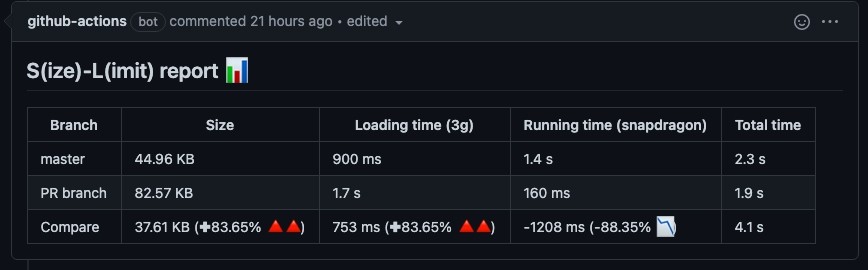 github-actions bot commented 21 hours ago • edited
S(ize)-L(imit) report 📊
Branch Size Loading time (3g) Running time (snapdragon) Total time
master 44.96 KB 900 ms 1.4 s 2.3 s
PR branch 82.57 KB 1.7 s 160 ms 1.9 s
Compare 37.61 KB (➕83.65% 🔺🔺) 753 ms (➕83.65% 🔺🔺) -1208 ms (-88.35% 📉) 4.1 s